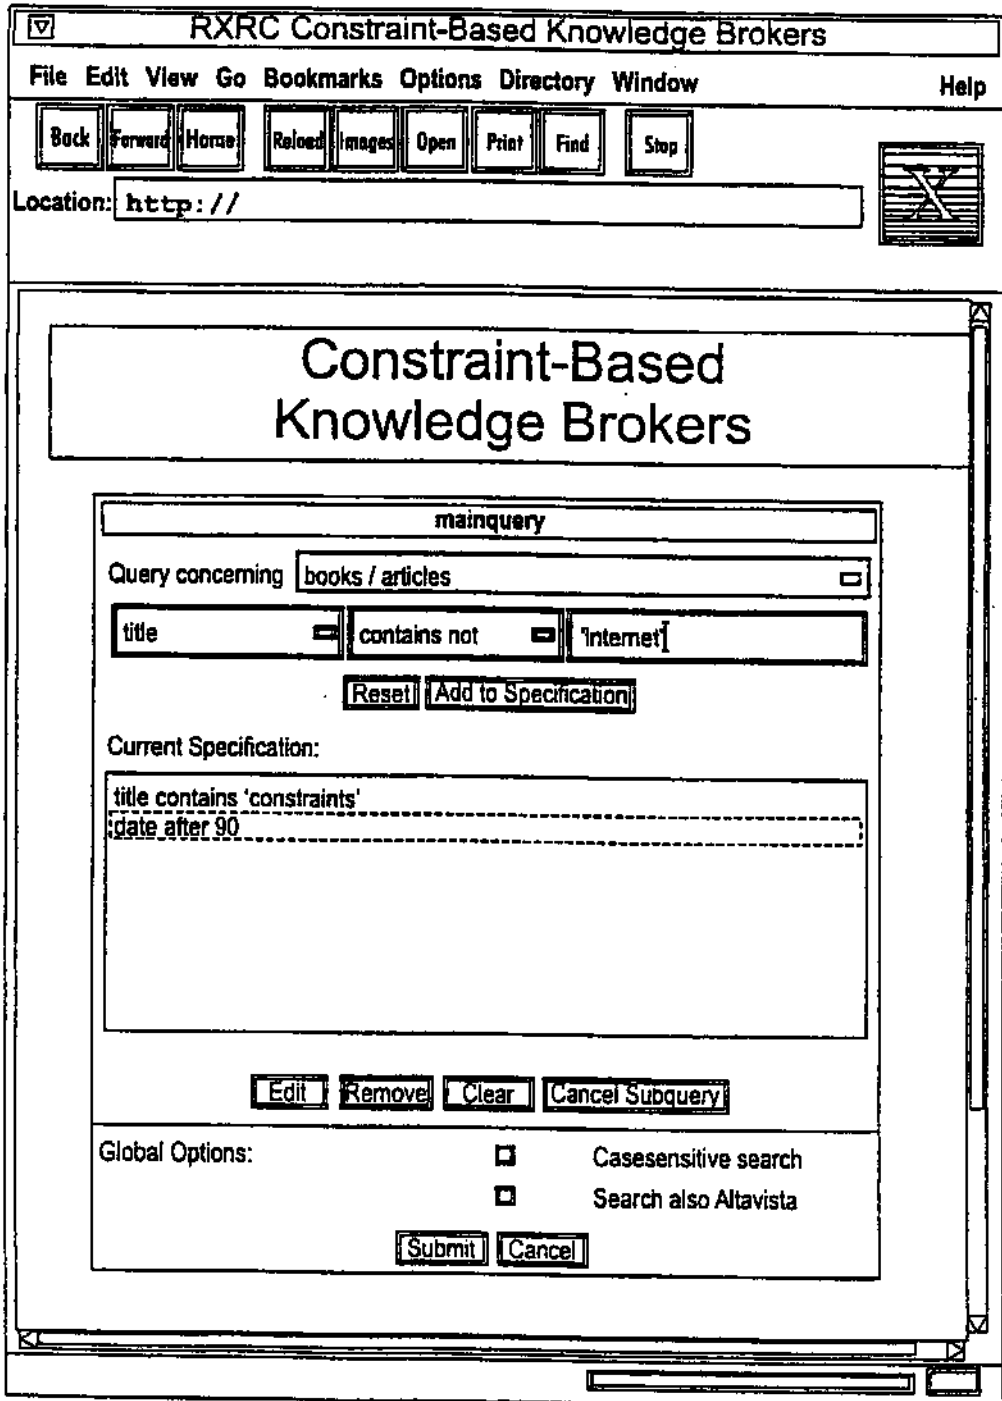 RXRC Constraint-Based Knowledge Brokers
File Edit View Go Bookmarks Options Directory Window Help
Back Forward Home Reload Images Open Print Find Stop
Location: http://
X
Constraint-Based
Knowledge Brokers
mainquery
Query concerning books / articles
title contains not 'Internet'
Reset Add to Specification
Current Specification:
title contains 'constraints'
date after 90
Edit Remove Clear Cancel Subquery
Global Options: Casesensitive search
Search also Altavista
Submit Cancel